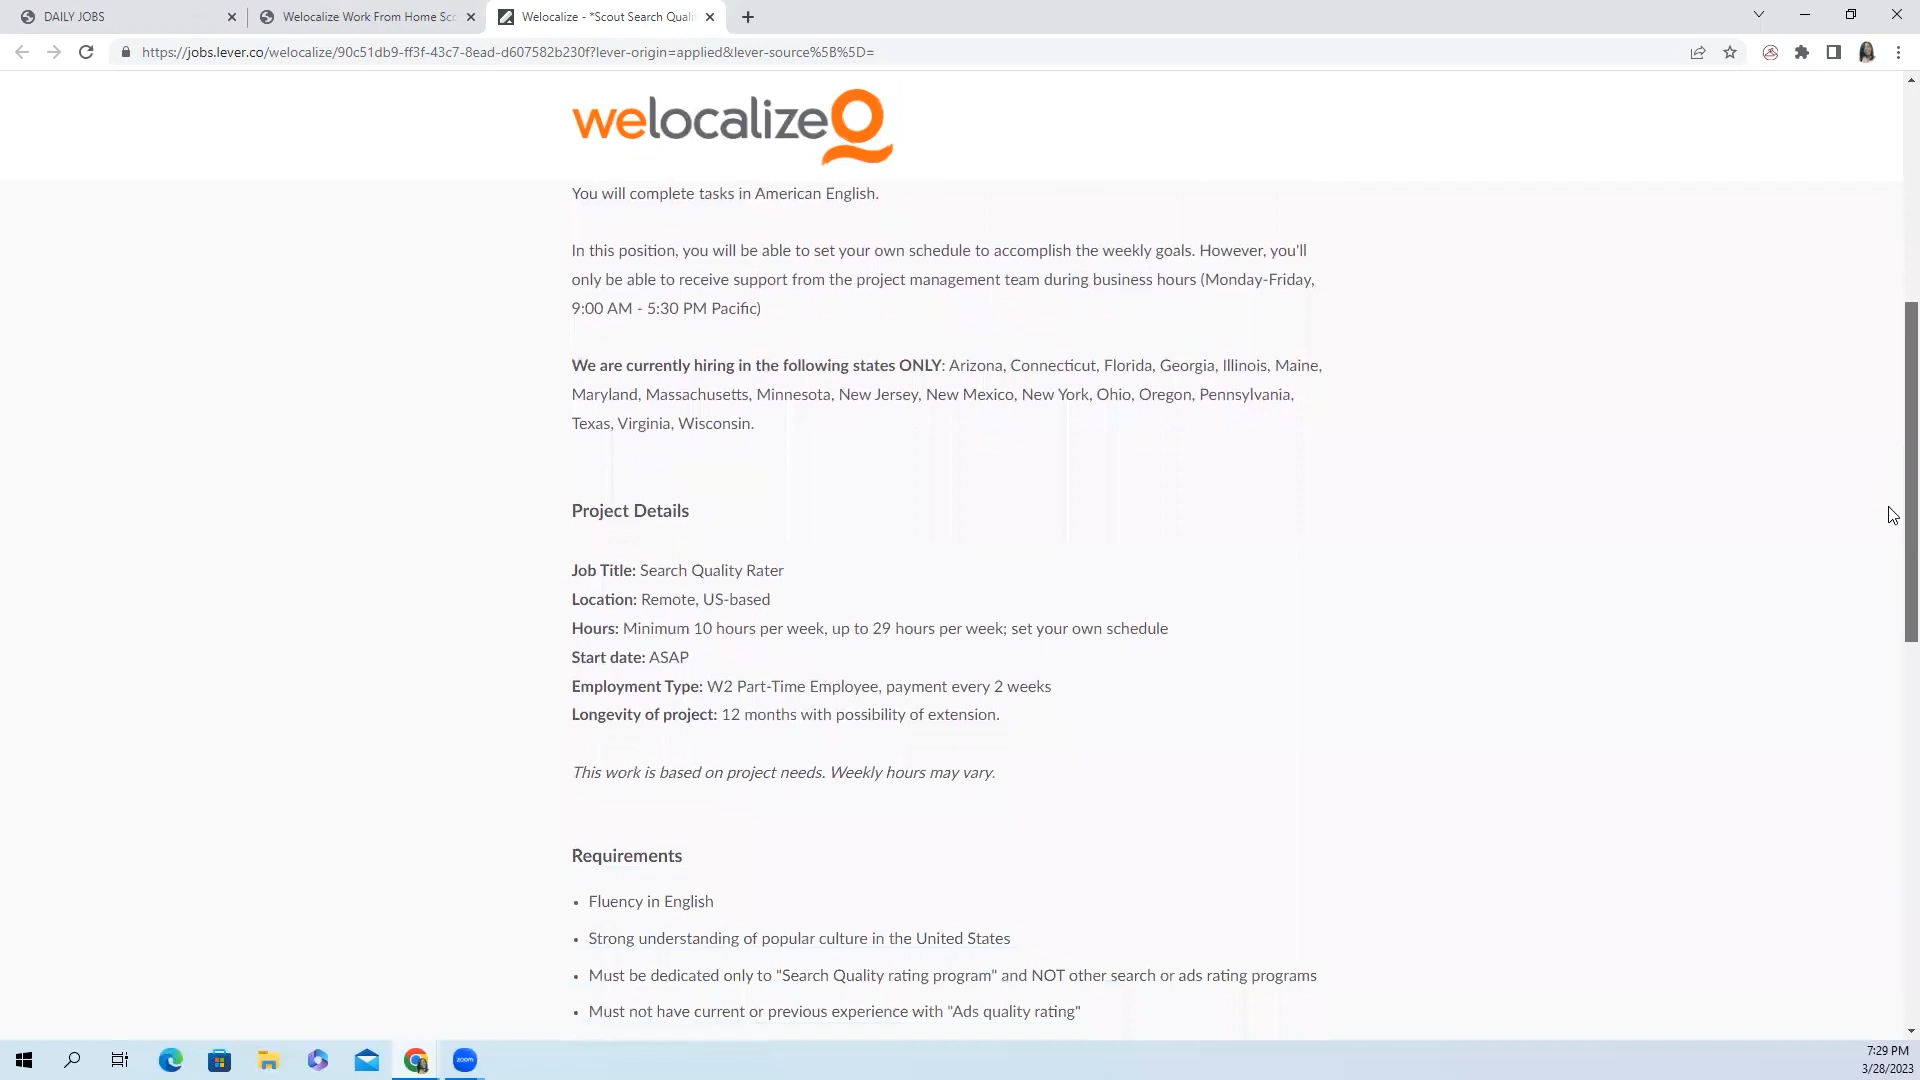 DAILY JOBS
Welocalize Work From Home Sco
Welocalize - *Scout Search Quali
https://jobs.lever.co/welocalize/90c51db9-ff3f-43c7-8ead-d607582b230f?lever-origin=applied&lever-source%5B%5D=
welocalize
You will complete tasks in American English.
In this position, you will be able to set your own schedule to accomplish the weekly goals. However, you'll
only be able to receive support from the project management team during business hours (Monday-Friday,
9:00 AM - 5:30 PM Pacific)
We are currently hiring in the following states ONLY: Arizona, Connecticut, Florida, Georgia, Illinois, Maine,
Maryland, Massachusetts, Minnesota, New Jersey, New Mexico, New York, Ohio, Oregon, Pennsylvania,
Texas, Virginia, Wisconsin.
Project Details
Job Title: Search Quality Rater
Location: Remote, US-based
Hours: Minimum 10 hours per week, up to 29 hours per week; set your own schedule
Start date: ASAP
Employment Type: W2 Part-Time Employee, payment every 2 weeks
Longevity of project: 12 months with possibility of extension.
This work is based on project needs. Weekly hours may vary.
Requirements
• Fluency in English
• Strong understanding of popular culture in the United States
• Must be dedicated only to "Search Quality rating program" and NOT other search or ads rating programs
• Must not have current or previous experience with "Ads quality rating"
zoom
7:29 PM
3/28/2023